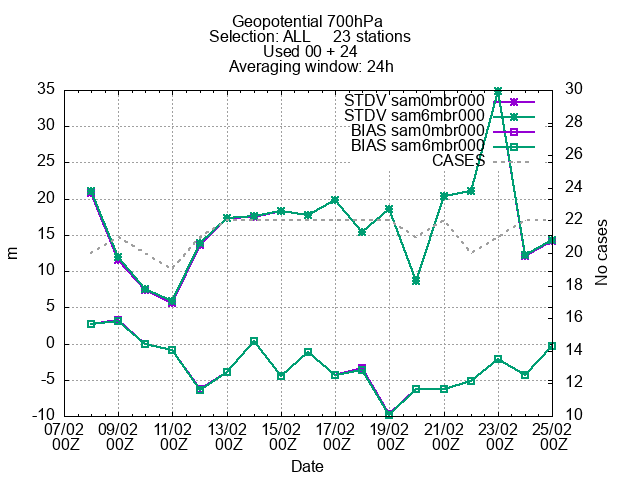 Geopotential 700hPa
Selection: ALL     23 stations
Used 00 + 24
Averaging window: 24h
STDV sam0mbr000
STDV sam6mbr000
BIAS sam0mbr000
BIAS sam6mbr000
CASES
35
30
25
20
15
10
5
0
-5
-10
m
30
28
26
24
22
20
18
16
14
12
10
No cases
07/02 09/02 11/02 13/02 15/02 17/02 19/02 21/02 23/02 25/02
00Z 00Z 00Z 00Z 00Z 00Z 00Z 00Z 00Z 00Z
Date